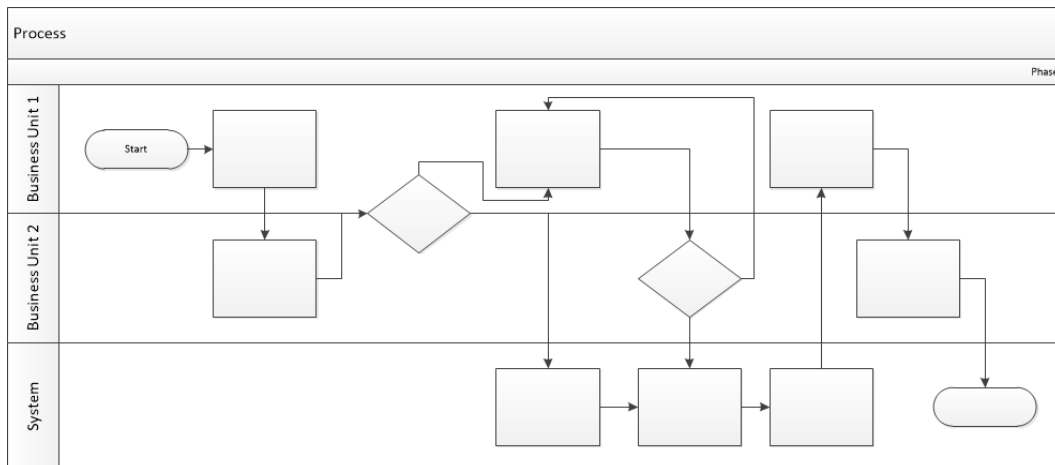 Process
Phase
Business Unit 1
Start
Business Unit 2
System